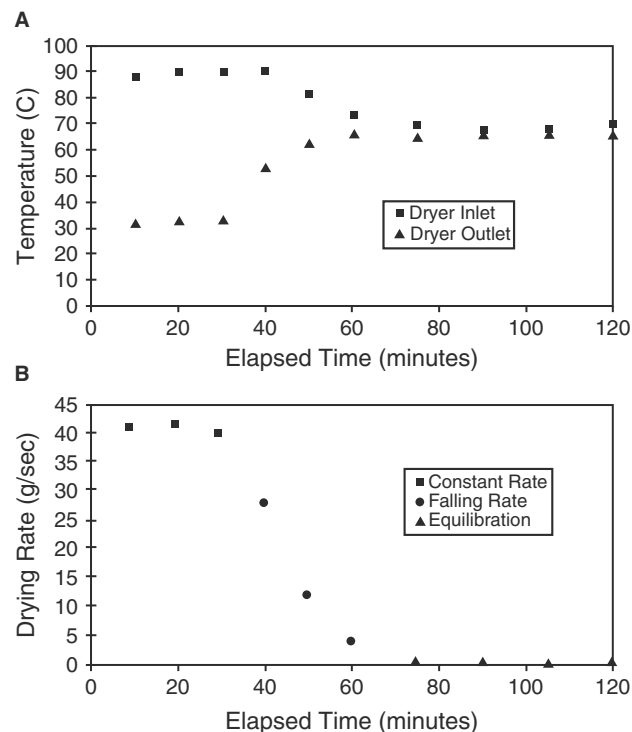 A
100
90
80
70
60
50
40
30
20
10
0
Temperature (C)
Dryer Inlet
Dryer Outlet
0 20 40 60 80 100 120
Elapsed Time (minutes)
B
45
40
35
30
25
20
15
10
5
0
Drying Rate (g/sec)
Constant Rate
Falling Rate
Equilibration
0 20 40 60 80 100 120
Elapsed Time (minutes)